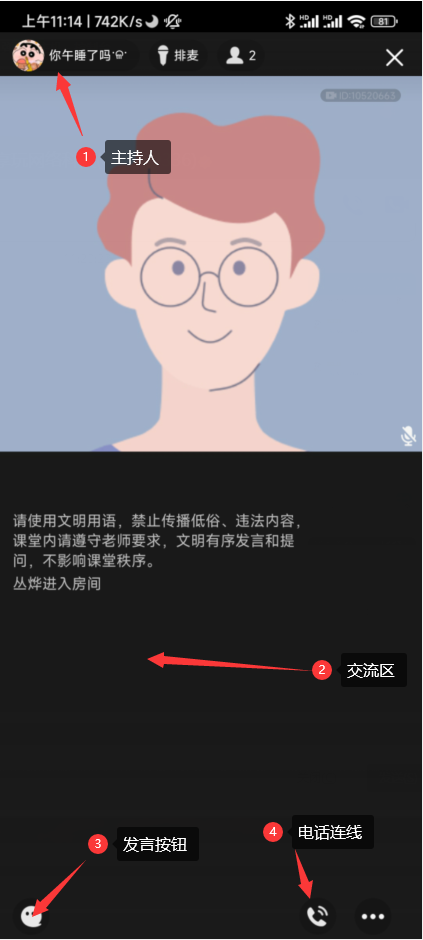 上午11:14 | 742K/s
HD HD 81
你午睡了吗 排麦 2
ID:10520663
1 主持人
请使用文明用语，禁止传播低俗、违法内容，
课堂内请遵守老师要求，文明有序发言和提
问，不影响课堂秩序。
丛烨进入房间
2 交流区
3 发言按钮
4 电话连线